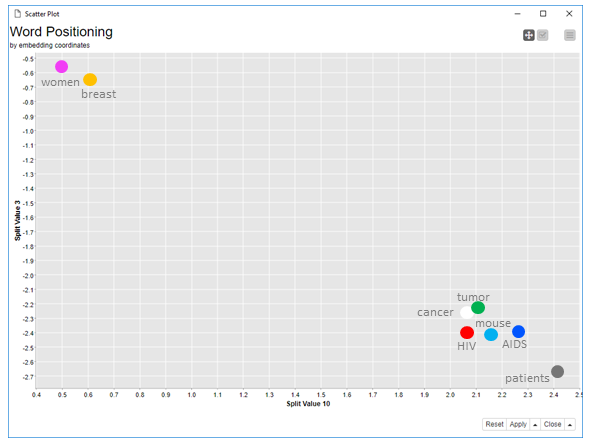 Scatter Plot
Word Positioning
by embedding coordinates
-0.5
-0.6
-0.7
-0.8
-0.9
-1.0
-1.1
-1.2
-1.3
-1.4
-1.5
-1.6
-1.7
-1.8
-1.9
-2.0
-2.1
-2.2
-2.3
-2.4
-2.5
-2.6
-2.7
Split Value 3
women
breast
tumor
cancer
mouse
HIV
AIDS
patients
0.4 0.5 0.6 0.7 0.8 0.9 1.0 1.1 1.2 1.3 1.4 1.5 1.6 1.7 1.8 1.9 2.0 2.1 2.2 2.3 2.4 2.5
Split Value 10
Reset Apply Close